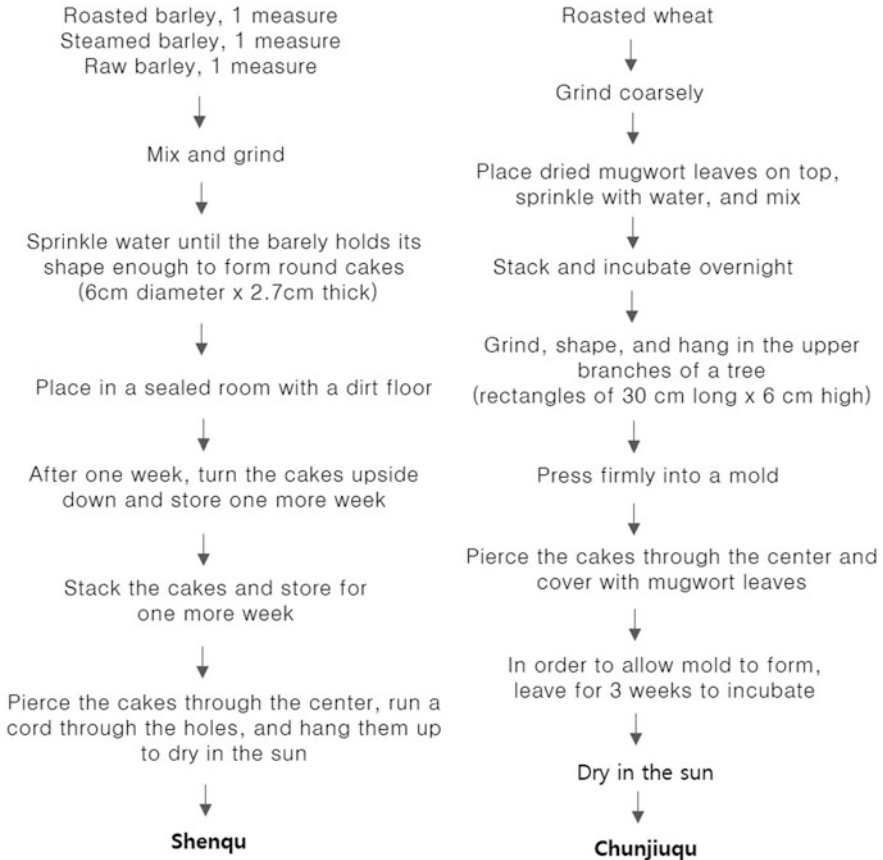 Roasted barley, 1 measure
Steamed barley, 1 measure
Raw barley, 1 measure
Mix and grind
Sprinkle water until the barely holds its
shape enough to form round cakes
(6cm diameter x 2.7cm thick)
Place in a sealed room with a dirt floor
After one week, turn the cakes upside
down and store one more week
Stack the cakes and store for
one more week
Pierce the cakes through the center, run a
cord through the holes, and hang them up
to dry in the sun
Shenqu
Roasted wheat
Grind coarsely
Place dried mugwort leaves on top,
sprinkle with water, and mix
Stack and incubate overnight
Grind, shape, and hang in the upper
branches of a tree
(rectangles of 30 cm long x 6 cm high)
Press firmly into a mold
Pierce the cakes through the center and
cover with mugwort leaves
In order to allow mold to form,
leave for 3 weeks to incubate
Dry in the sun
Chunjiuqu